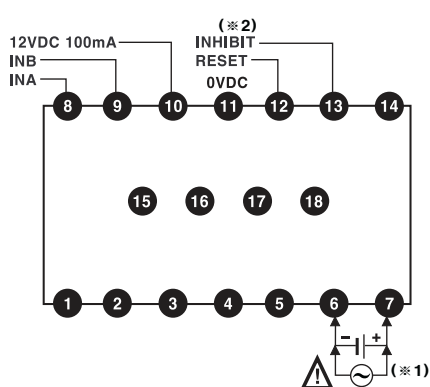 (※2)
12VDC 100mA INHIBIT
INB RESET
INA 0VDC
8 9 10 11 12 13 14
15 16 17 18
1 2 3 4 5 6 7
- +
(※1)